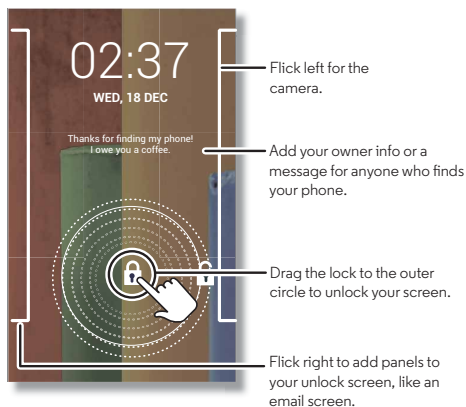 02:37
WED, 18 DEC
Thanks for finding my phone!
I owe you a coffee.
Flick left for the
camera.
Add your owner info or a
message for anyone who finds
your phone.
Drag the lock to the outer
circle to unlock your screen.
Flick right to add panels to
your unlock screen, like an
email screen.